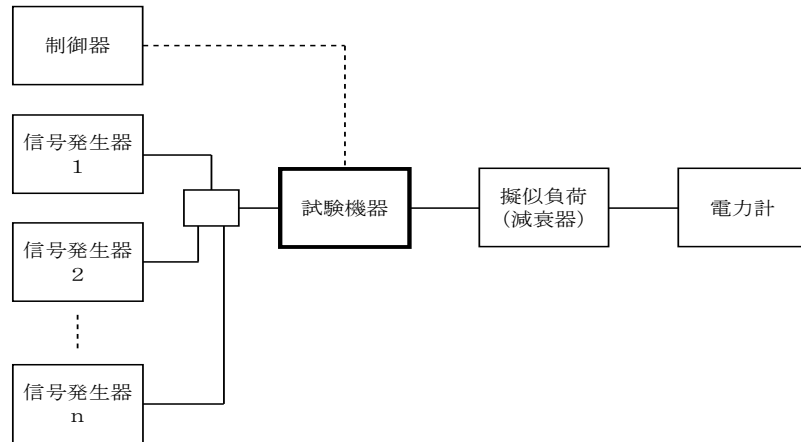 制御器
信号発生器
1
試験機器
擬似負荷
（減衰器）
電力計
信号発生器
2
信号発生器
n